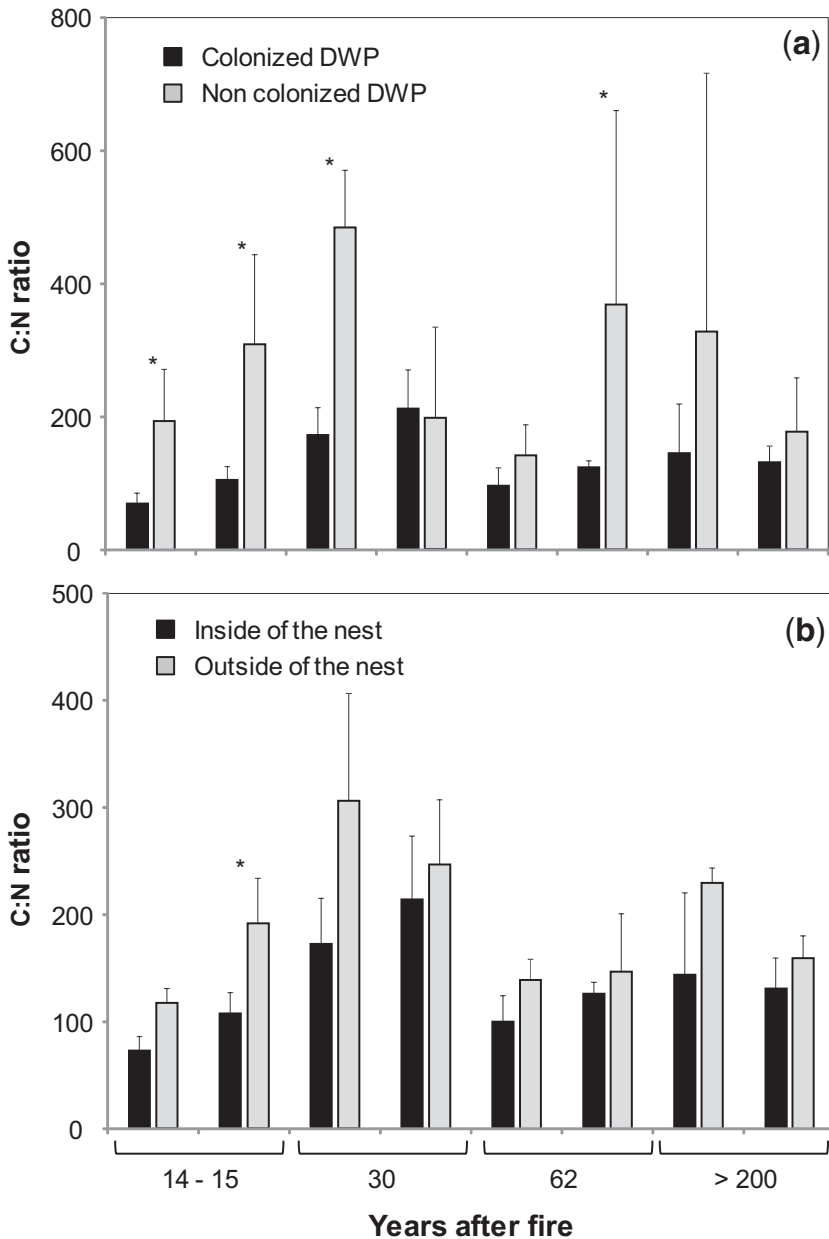 800
(a)
Colonized DWP
Non colonized DWP
*
600
*
*
C:N ratio
400
*
200
0
500
(b)
Inside of the nest
Outside of the nest
400
C:N ratio
300
*
200
100
0
14 - 15 30 62 > 200
Years after fire